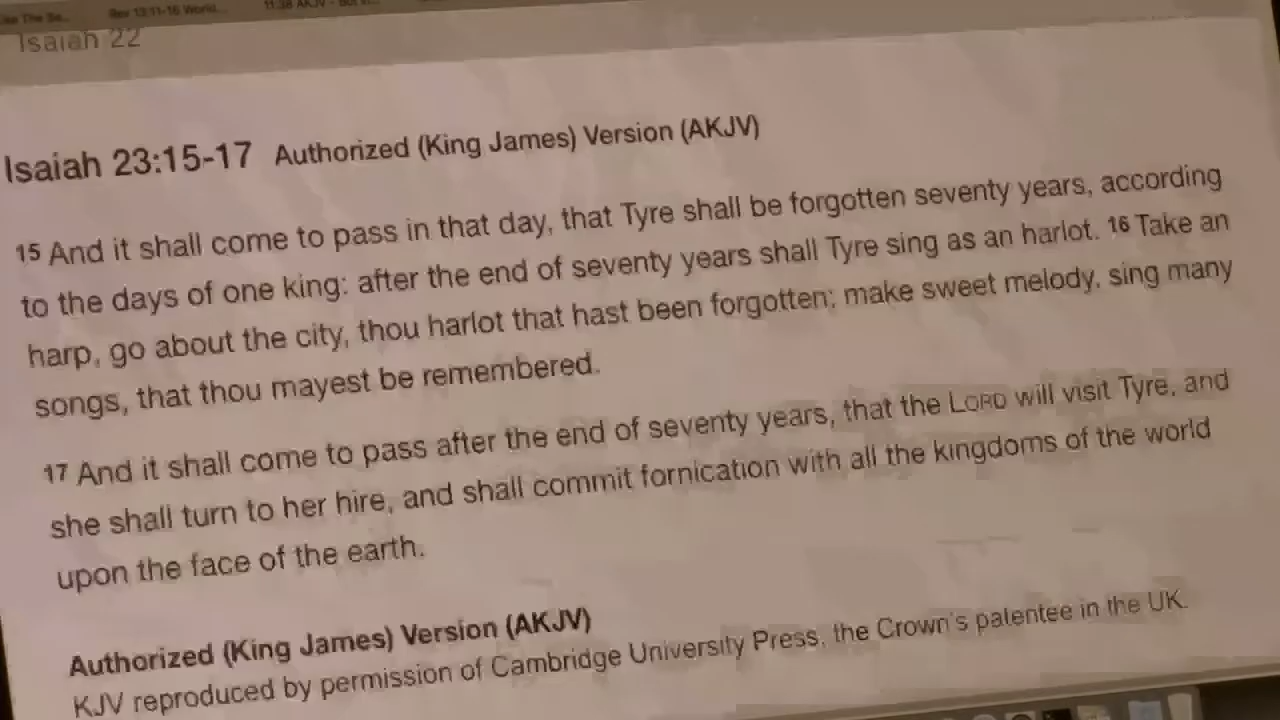 Rev 13:11-16 World...
Isaiah 22
Isaiah 23:15-17 Authorized (King James) Version (AKJV)
15 And it shall come to pass in that day, that Tyre shall be forgotten seventy years, according
to the days of one king: after the end of seventy years shall Tyre sing as an harlot. 16 Take an
harp, go about the city, thou harlot that hast been forgotten; make sweet melody, sing many
songs, that thou mayest be remembered.
17 And it shall come to pass after the end of seventy years, that the LORD will visit Tyre, and
she shall turn to her hire, and shall commit fornication with all the kingdoms of the world
upon the face of the earth.
Authorized (King James) Version (AKJV)
KJV reproduced by permission of Cambridge University Press, the Crown's patentee in the UK.